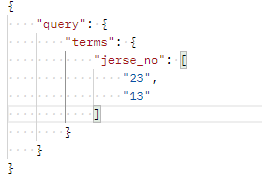 {
    "query": {
        "terms": {
            "jerse_no": [
                "23",
                "13"
            ]
        }
    }
}